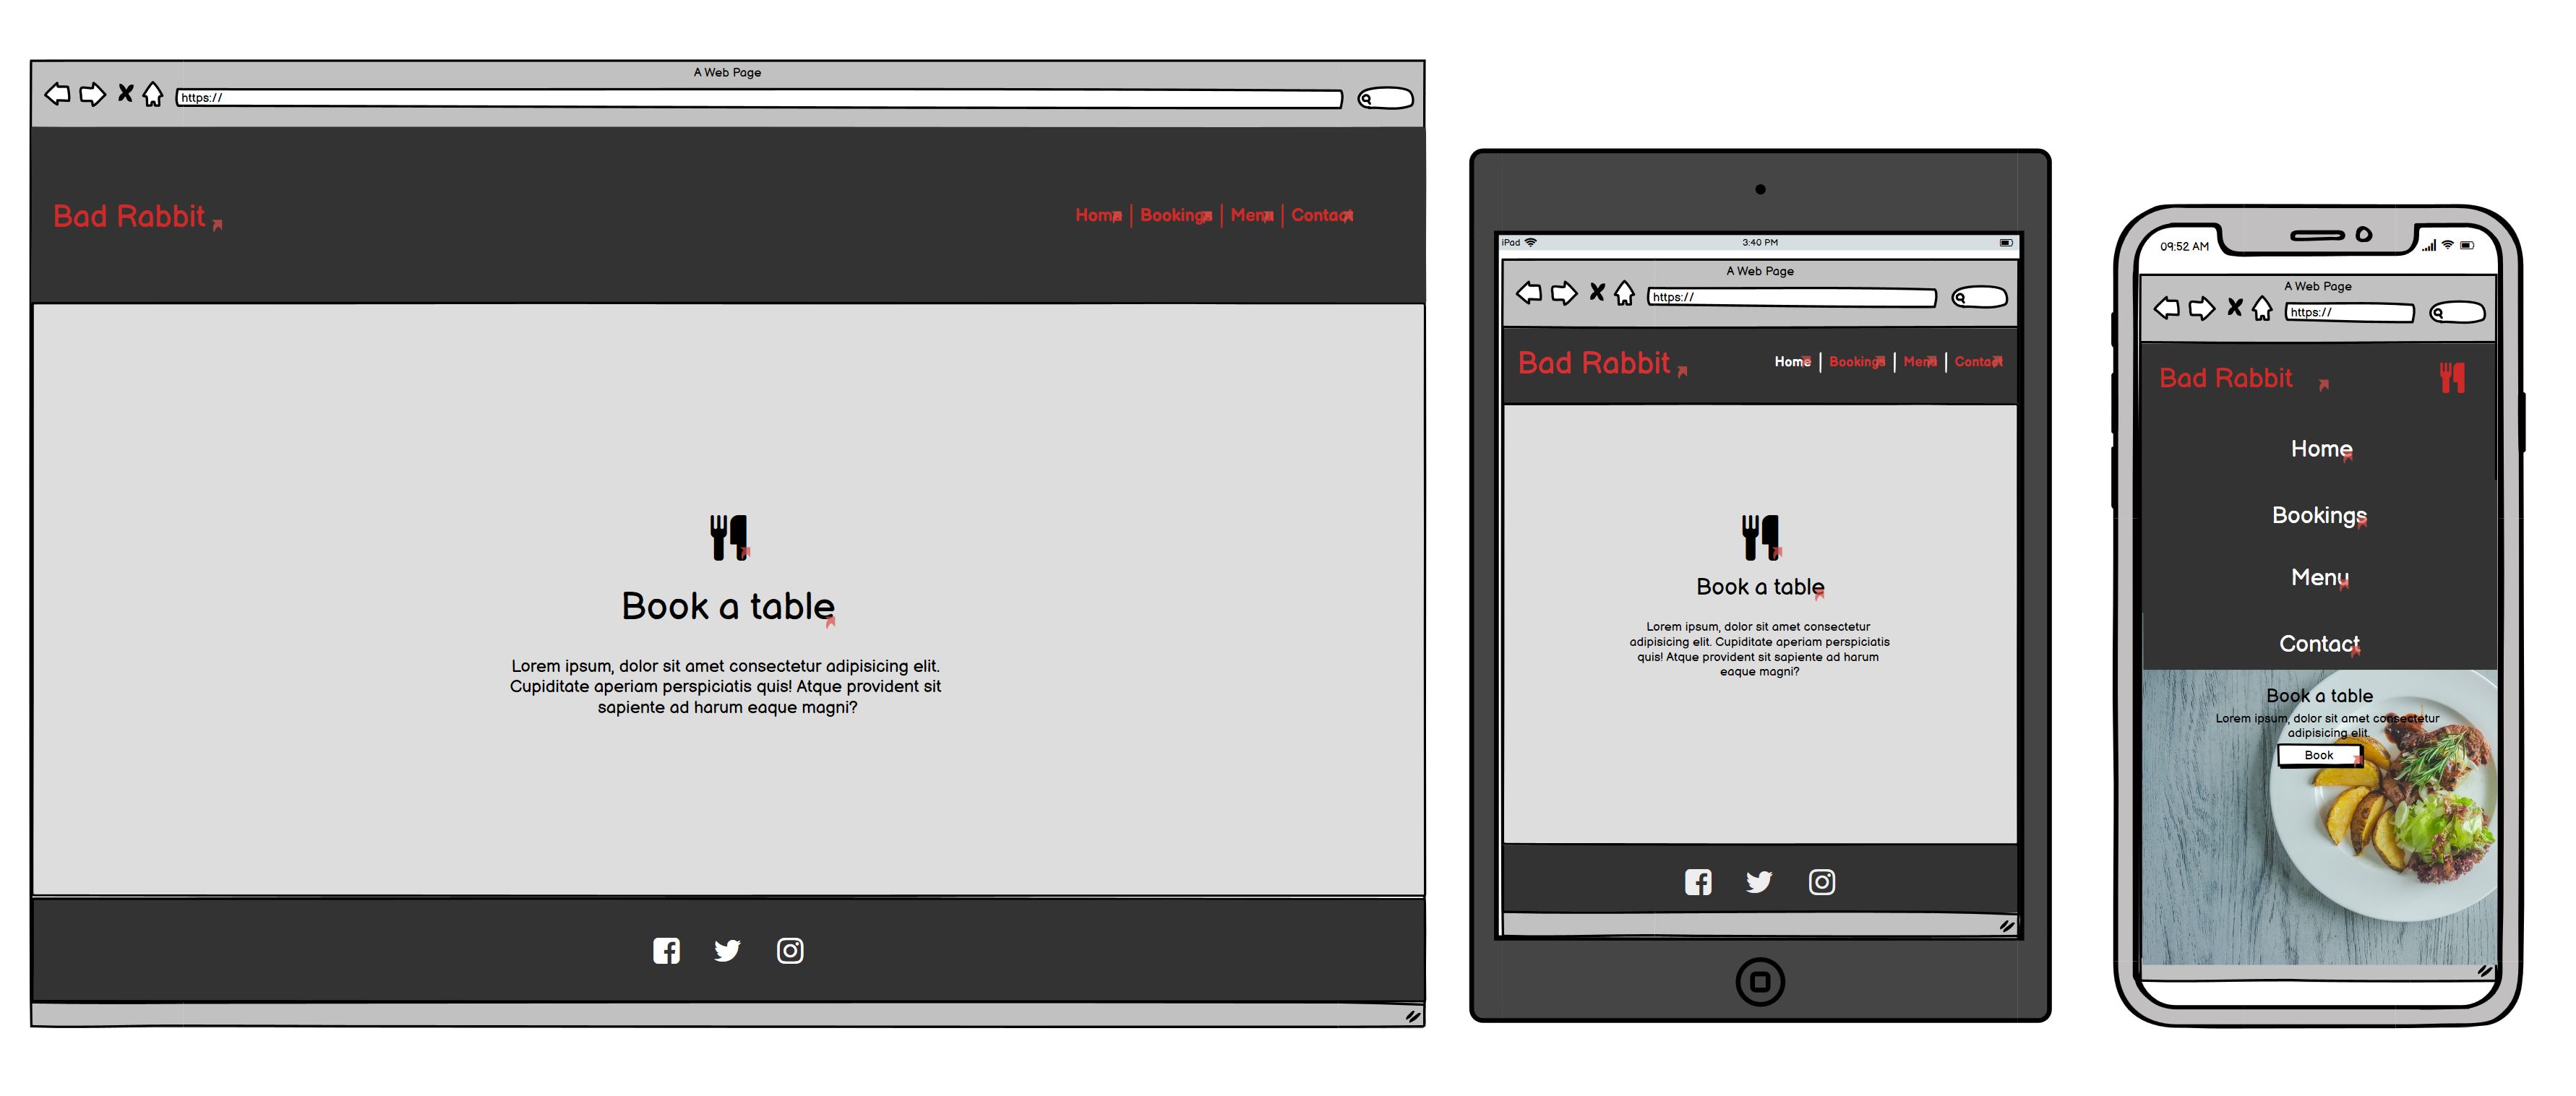 A Web Page
https://
Bad Rabbit
Home | Bookings | Menu | Contact
Book a table
Lorem ipsum, dolor sit amet consectetur adipisicing elit.
Cupiditate aperiam perspiciatis quis! Atque provident sit
sapiente ad harum eaque magni?
iPad
3:40 PM
A Web Page
https://
Bad Rabbit
Home | Bookings | Menu | Contact
Book a table
Lorem ipsum, dolor sit amet consectetur
adipisicing elit. Cupiditate aperiam perspiciatis
quis! Atque provident sit sapiente ad harum
eaque magni?
09:52 AM
A Web Page
https://
Bad Rabbit
Home
Bookings
Menu
Contact
Book a table
Lorem ipsum, dolor sit amet consectetur
adipisicing elit.
Book